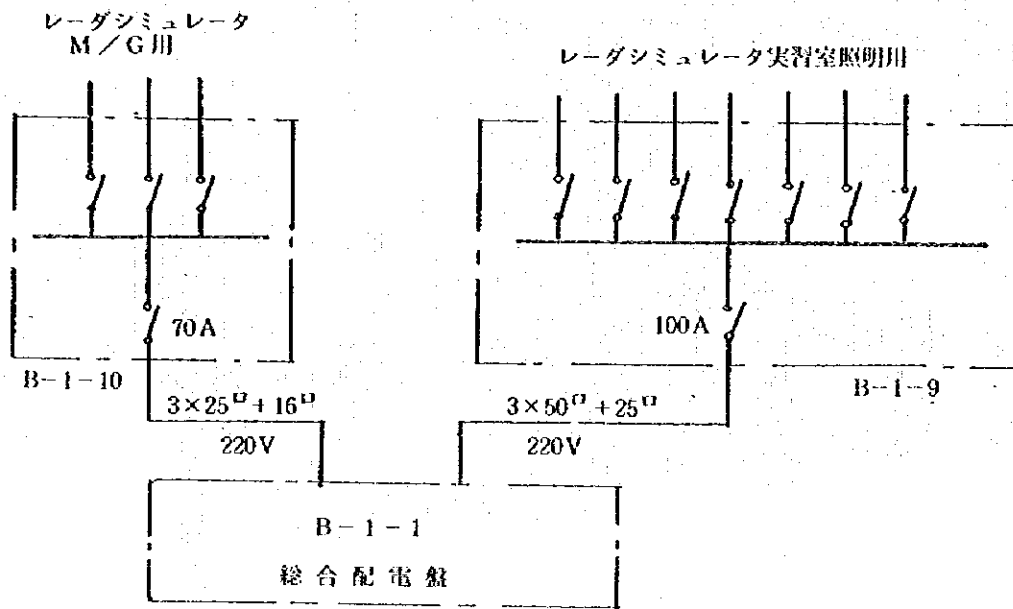 レーダシミュレータ
M／G用
レーダシミュレータ実習室照明用
70A
100A
B-1-10
B-1-9
3×25□+16□
220V
3×50□+25□
220V
B-1-1
総合配電盤